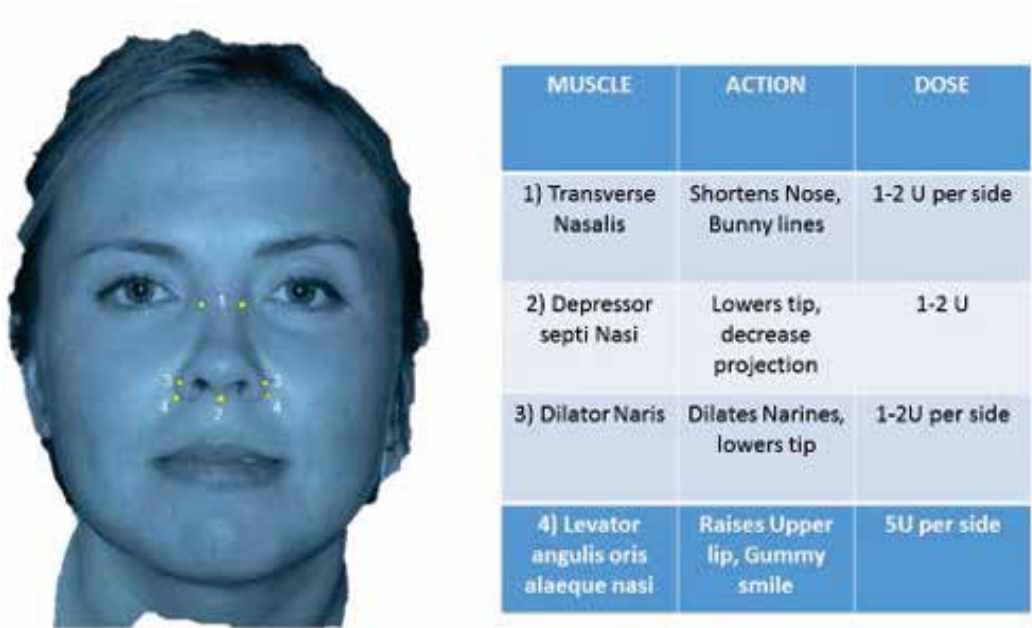 1
3
3
4
2
4
MUSCLE ACTION DOSE
1) Transverse Shortens Nose, 1-2 U per side
Nasalis Bunny lines
2) Depressor Lowers tip, 1-2 U
septi Nasi decrease
projection
3) Dilator Naris Dilates Narines, 1-2U per side
lowers tip
4) Levator Raises Upper 5U per side
angulis oris lip, Gummy
alaeque nasi smile